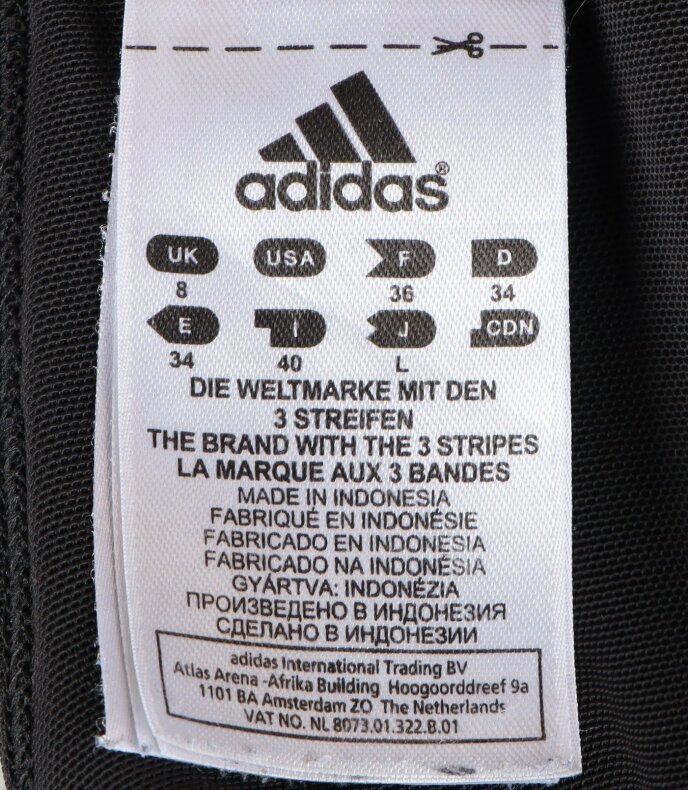 adidas®
UK USA F D
8 36 34
E I J CDN
34 40 L
DIE WELTMARKE MIT DEN
3 STREIFEN
THE BRAND WITH THE 3 STRIPES
LA MARQUE AUX 3 BANDES
MADE IN INDONESIA
FABRIQUÉ EN INDONÉSIE
FABRICADO EN INDONESIA
FABRICADO NA INDONÉSIA
GYÁRTVA: INDONÉZIA
ПРОИЗВЕДЕНО В ИНДОНЕЗИЯ
СДЕЛАНО В ИНДОНЕЗИИ
adidas International Trading BV
Atlas Arena -Afrika Building Hoogoorddreef 9a
1101 BA Amsterdam ZO The Netherlands
VAT NO. NL 8073.01.322.B.01